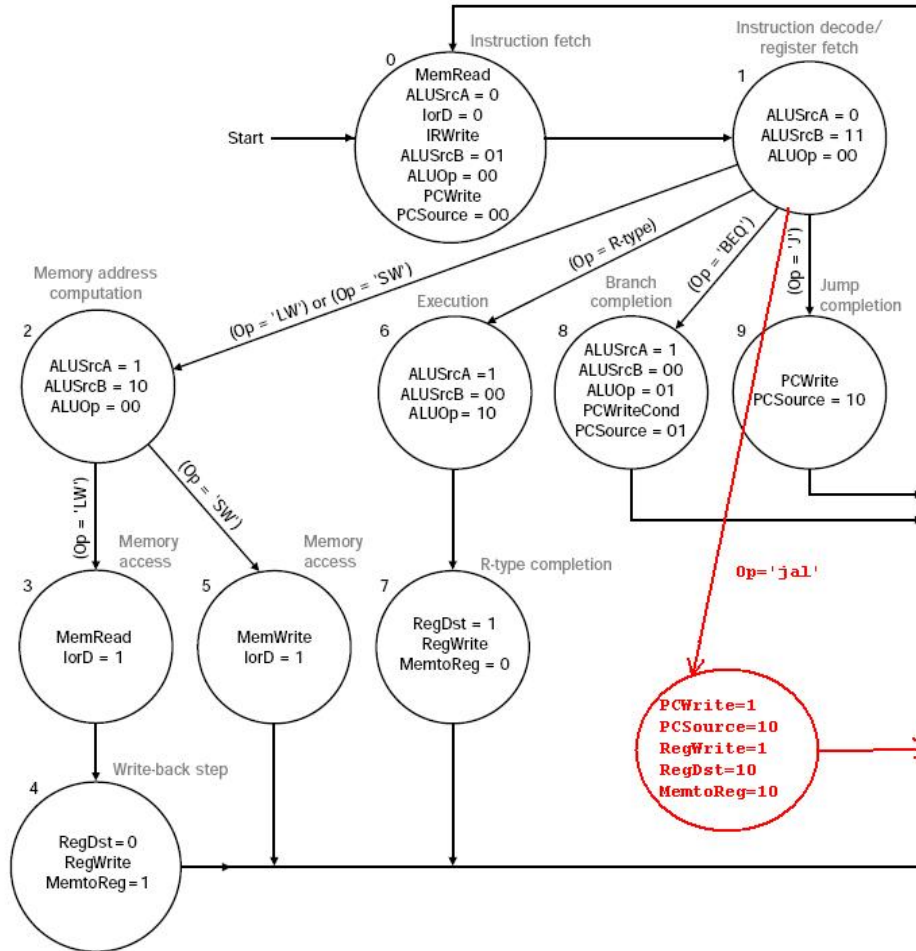 Instruction fetch
0
MemRead
ALUSrcA = 0
IorD = 0
IRWrite
ALUSrcB = 01
ALUOp = 00
PCWrite
PCSource = 00
Start
Instruction decode/
register fetch
1
ALUSrcA = 0
ALUSrcB = 11
ALUOp = 00
(Op = 'LW') or (Op = 'SW')
(Op = R-type)
(Op = 'BEQ')
(Op = 'J')
Memory address
computation
2
ALUSrcA = 1
ALUSrcB = 10
ALUOp = 00
Execution
6
ALUSrcA =1
ALUSrcB = 00
ALUOp= 10
Branch
completion
8
ALUSrcA = 1
ALUSrcB = 00
ALUOp = 01
PCWriteCond
PCSource = 01
Jump
completion
9
PCWrite
PCSource = 10
(Op = 'LW')
(Op = 'SW')
Op='jal'
Memory
access
3
MemRead
IorD = 1
Memory
access
5
MemWrite
IorD = 1
R-type completion
7
RegDst = 1
RegWrite
MemtoReg = 0
PCWrite=1
PCSource=10
RegWrite=1
RegDst=10
MemtoReg=10
Write-back step
4
RegDst=0
RegWrite
MemtoReg=1